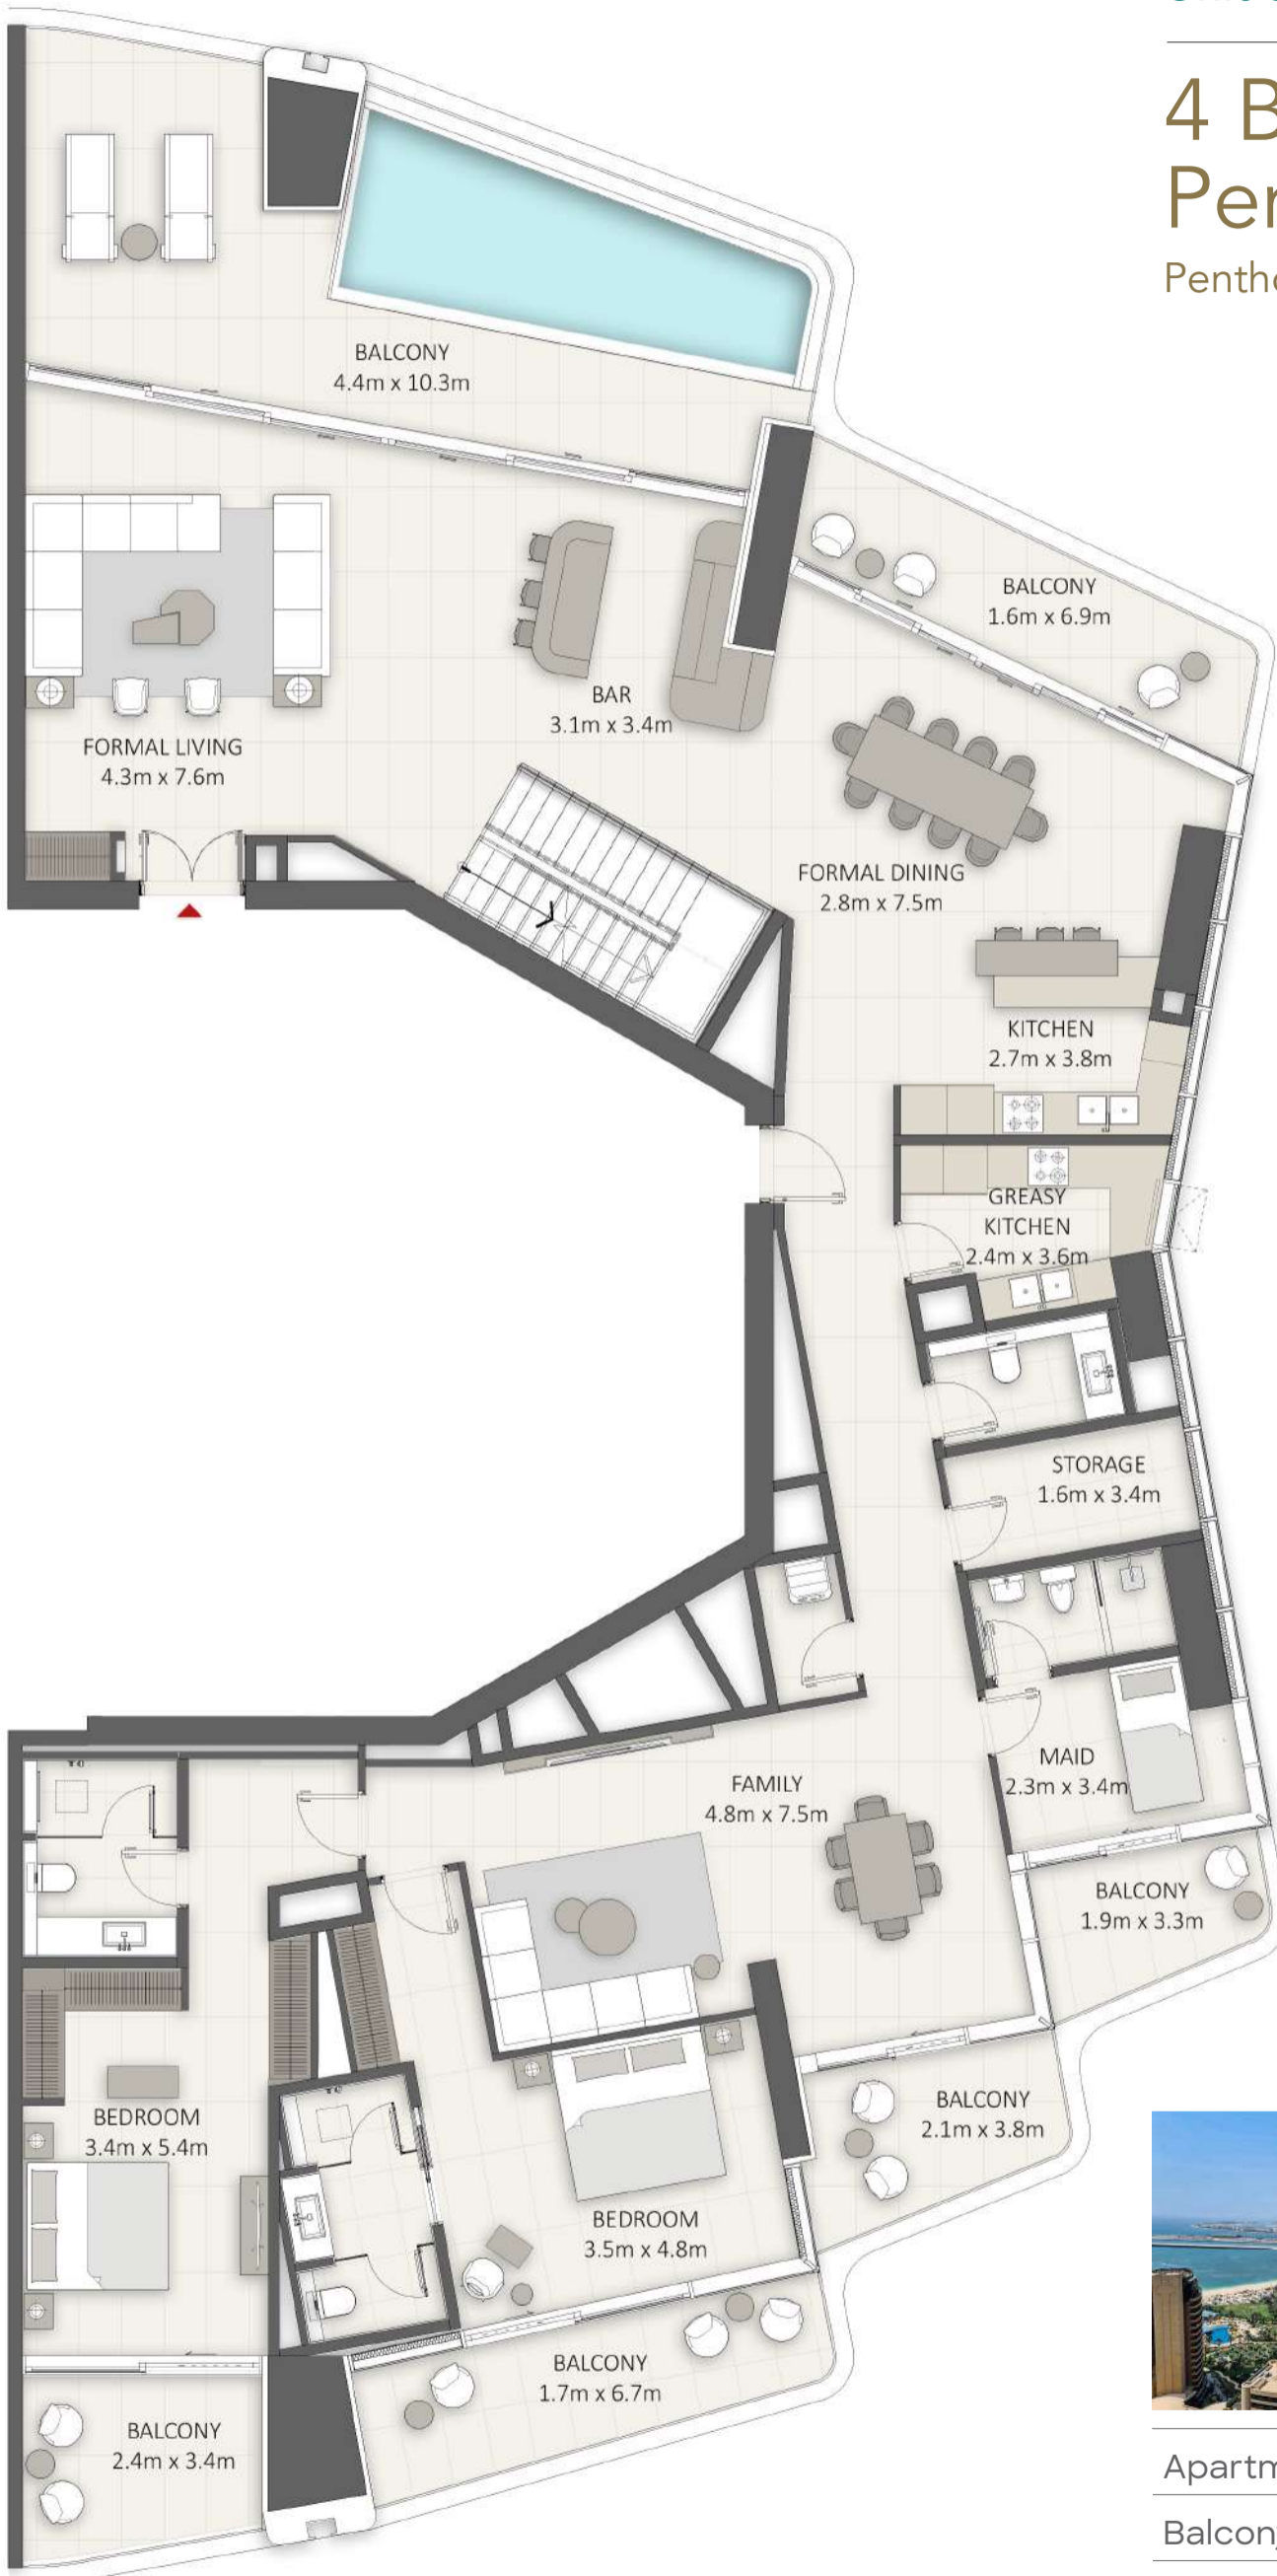 4 B
Per
Pentho
BALCONY
4.4m x 10.3m
BALCONY
1.6m x 6.9m
BAR
3.1m x 3.4m
FORMAL LIVING
4.3m x 7.6m
FORMAL DINING
2.8m x 7.5m
KITCHEN
2.7m x 3.8m
GREASY
KITCHEN
2.4m x 3.6m
STORAGE
1.6m x 3.4m
MAID
2.3m x 3.4m
FAMILY
4.8m x 7.5m
BALCONY
1.9m x 3.3m
BALCONY
2.1m x 3.8m
BEDROOM
3.4m x 5.4m
BEDROOM
3.5m x 4.8m
BALCONY
1.7m x 6.7m
BALCONY
2.4m x 3.4m
Apartm
Balcony